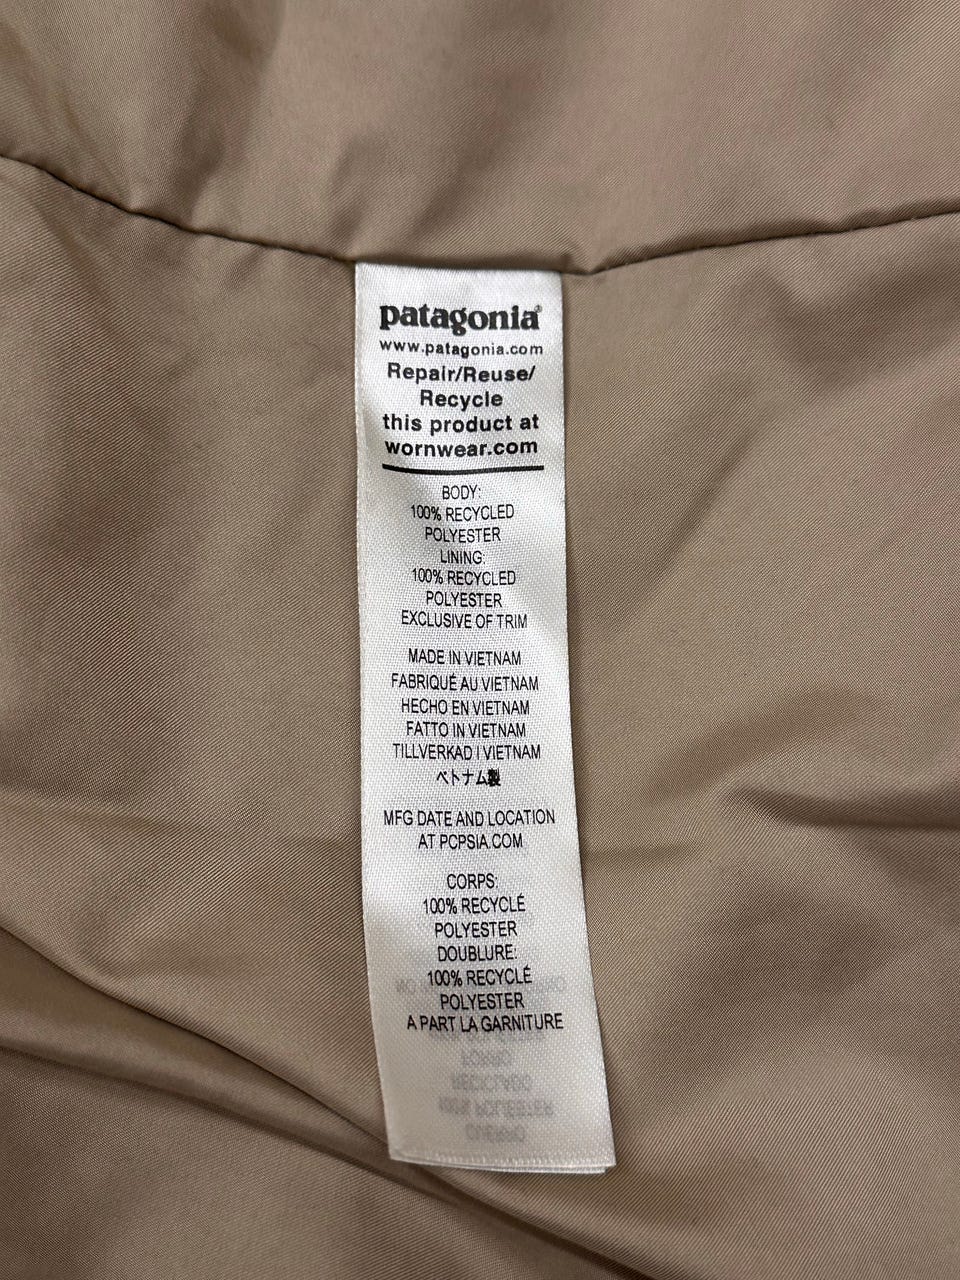 patagonia®
www.patagonia.com
Repair/Reuse/
Recycle
this product at
wornwear.com
BODY:
100% RECYCLED
POLYESTER
LINING:
100% RECYCLED
POLYESTER
EXCLUSIVE OF TRIM
MADE IN VIETNAM
FABRIQUÉ AU VIETNAM
HECHO EN VIETNAM
FATTO IN VIETNAM
TILLVERKAD I VIETNAM
ベトナム製
MFG DATE AND LOCATION
AT PCPSIA.COM
CORPS:
100% RECYCLÉ
POLYESTER
DOUBLURE:
100% RECYCLÉ
POLYESTER
A PART LA GARNITURE